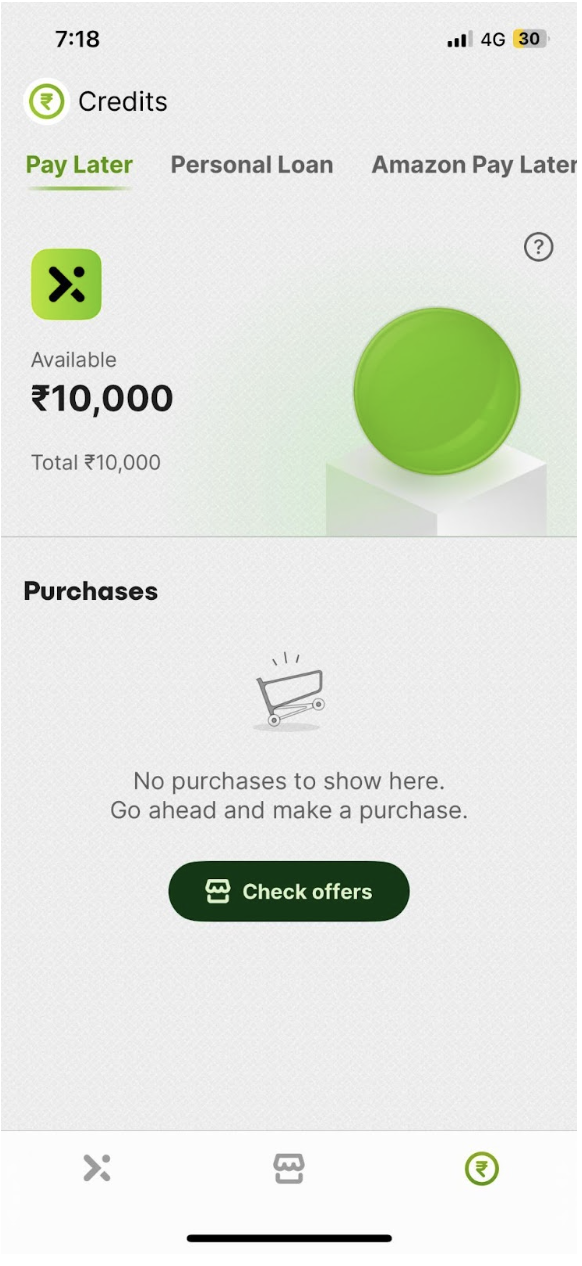 7:18
4G 30
₹ Credits
Pay Later Personal Loan Amazon Pay Later
?
Available
₹10,000
Total ₹10,000
Purchases
No purchases to show here.
Go ahead and make a purchase.
Check offers
₹